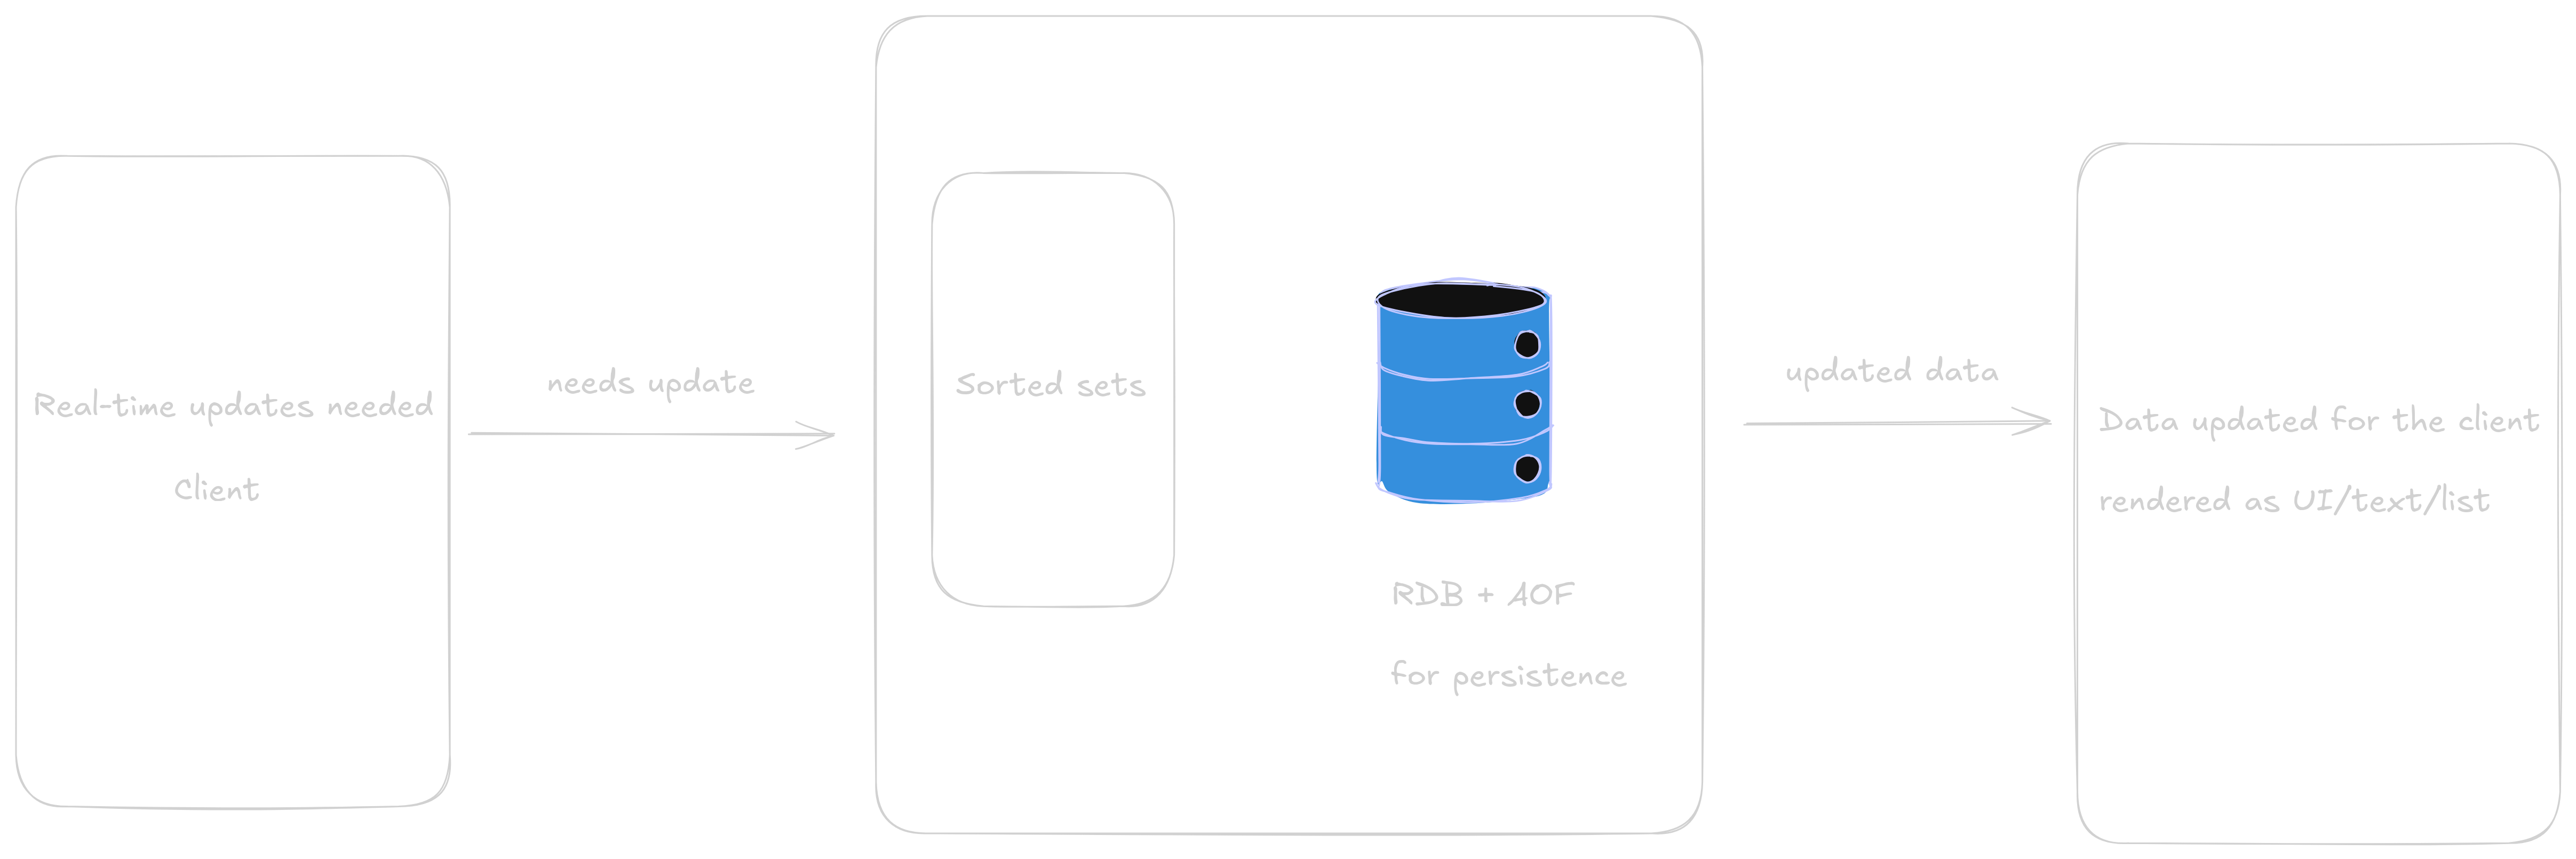 Real-time updates needed
Client
needs update
Sorted sets
RDB + AOF
for persistence
updated data
Data updated for the client
rendered as UI/text/list